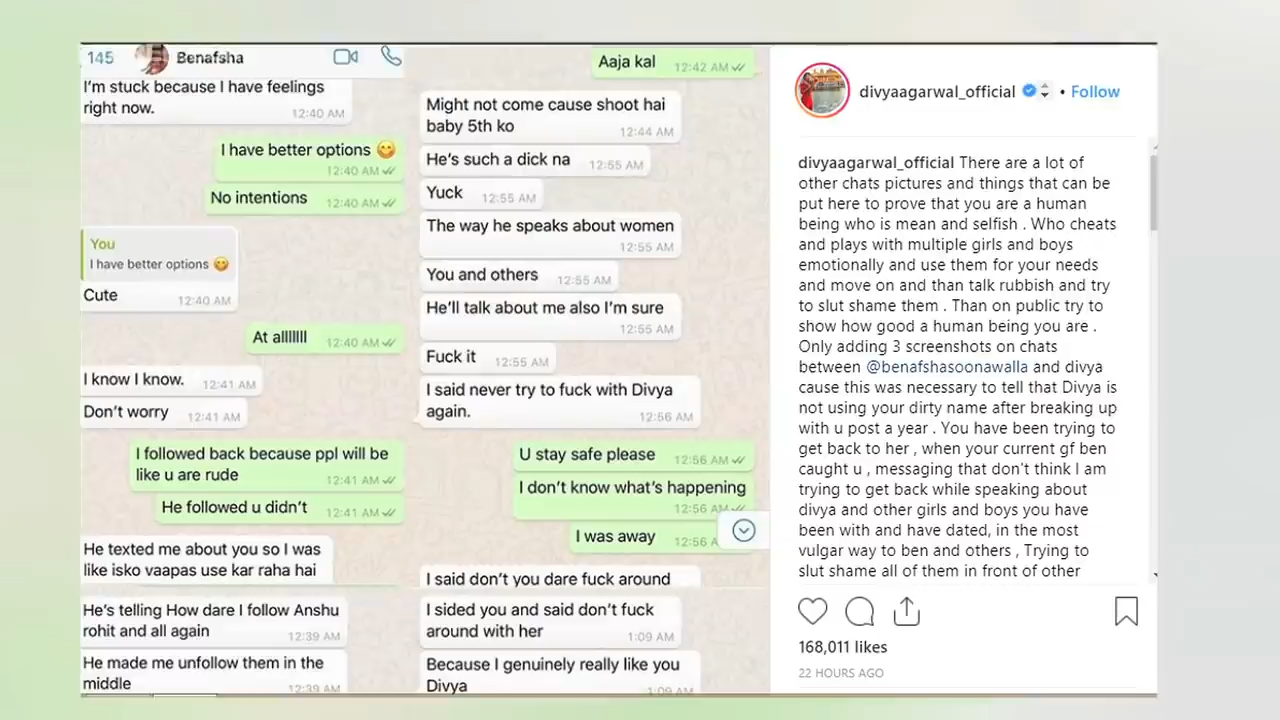 145
Benafsha
I'm stuck because I have feelings
right now.
12:40 AM
I have better options 😋
12:40 AM
No intentions
12:40 AM
You
I have better options 😋
Cute
12:40 AM
At alllllll
12:40 AM
I know I know.
12:41 AM
Don't worry
12:41 AM
I followed back because ppl will be
like u are rude
12:41 AM
He followed u didn't
12:41 AM
He texted me about you so I was
like isko vaapas use kar raha hai
He's telling How dare I follow Anshu
rohit and all again
12:39 AM
He made me unfollow them in the
middle
12:39 AM
Aaja kal
12:42 AM
Might not come cause shoot hai
baby 5th ko
12:44 AM
He's such a dick na
12:55 AM
Yuck
12:55 AM
The way he speaks about women
12:55 AM
You and others
12:55 AM
He'll talk about me also I'm sure
12:55 AM
Fuck it
12:55 AM
I said never try to fuck with Divya
again.
12:56 AM
U stay safe please
12:56 AM
I don't know what's happening
12:56 AM
I was away
12:56 A
I said don't you dare fuck around
I sided you and said don't fuck
around with her
1:09 AM
Because I genuinely really like you
Divya
1:09 AM
divyaagarwal_official • Follow
divyaagarwal_official There are a lot of
other chats pictures and things that can be
put here to prove that you are a human
being who is mean and selfish . Who cheats
and plays with multiple girls and boys
emotionally and use them for your needs
and move on and than talk rubbish and try
to slut shame them . Than on public try to
show how good a human being you are .
Only adding 3 screenshots on chats
between @benafshasoonawalla and divya
cause this was necessary to tell that Divya is
not using your dirty name after breaking up
with u post a year . You have been trying to
get back to her , when your current gf ben
caught u , messaging that don't think I am
trying to get back while speaking about
divya and other girls and boys you have
been with and have dated, in the most
vulgar way to ben and others , Trying to
slut shame all of them in front of other
168,011 likes
22 HOURS AGO